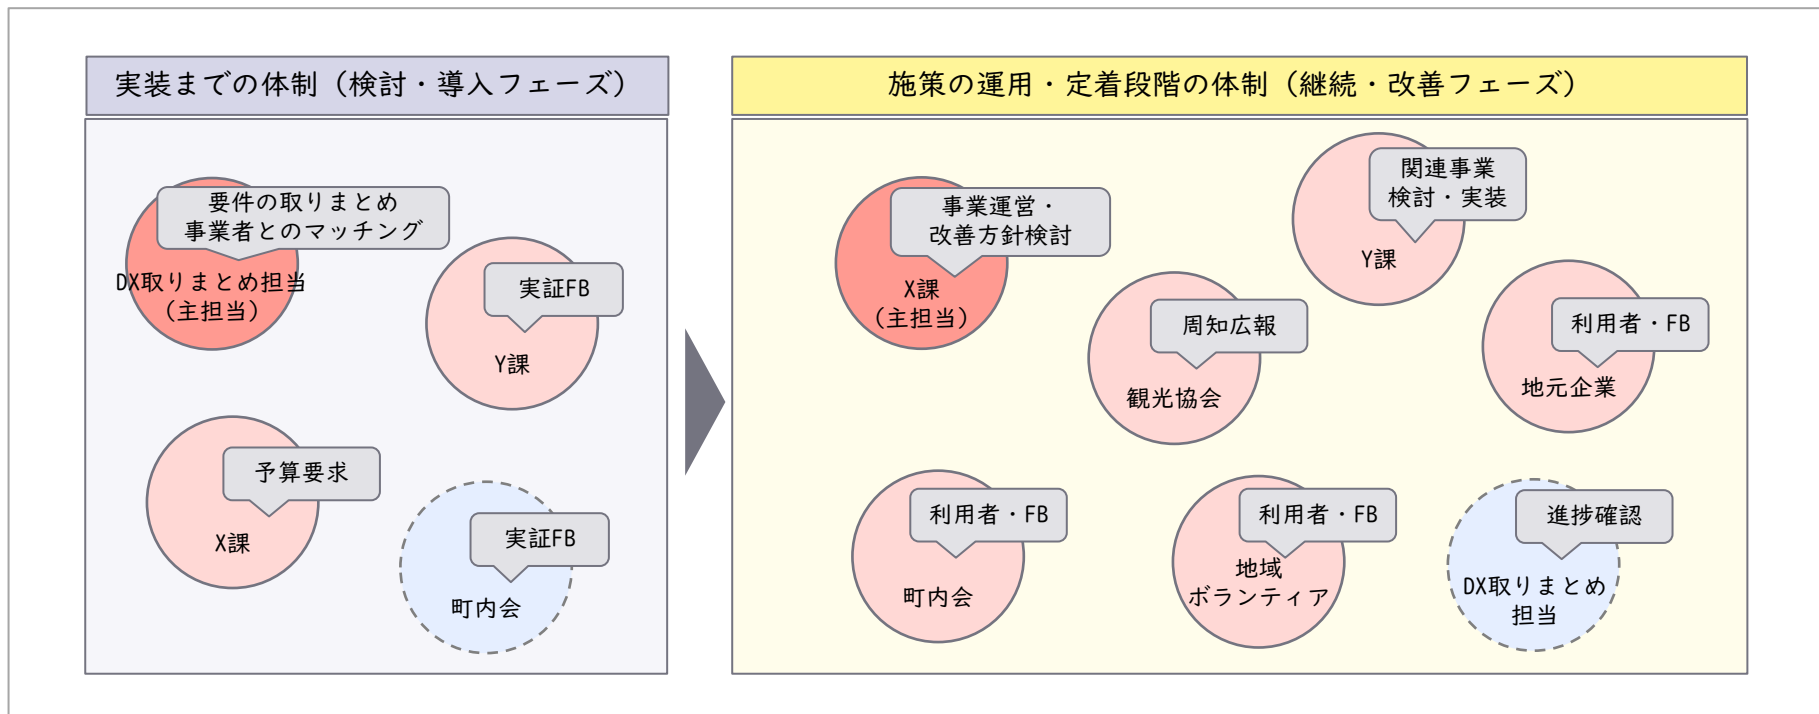 実装までの体制（検討・導入フェーズ）
要件の取りまとめ
事業者とのマッチング
DX取りまとめ担当
（主担当）
実証FB
Y課
予算要求
X課
実証FB
町内会
施策の運用・定着段階の体制（継続・改善フェーズ）
事業運営・
改善方針検討
X課
（主担当）
関連事業
検討・実装
Y課
周知広報
観光協会
利用者・FB
地元企業
利用者・FB
町内会
利用者・FB
地域
ボランティア
進捗確認
DX取りまとめ
担当